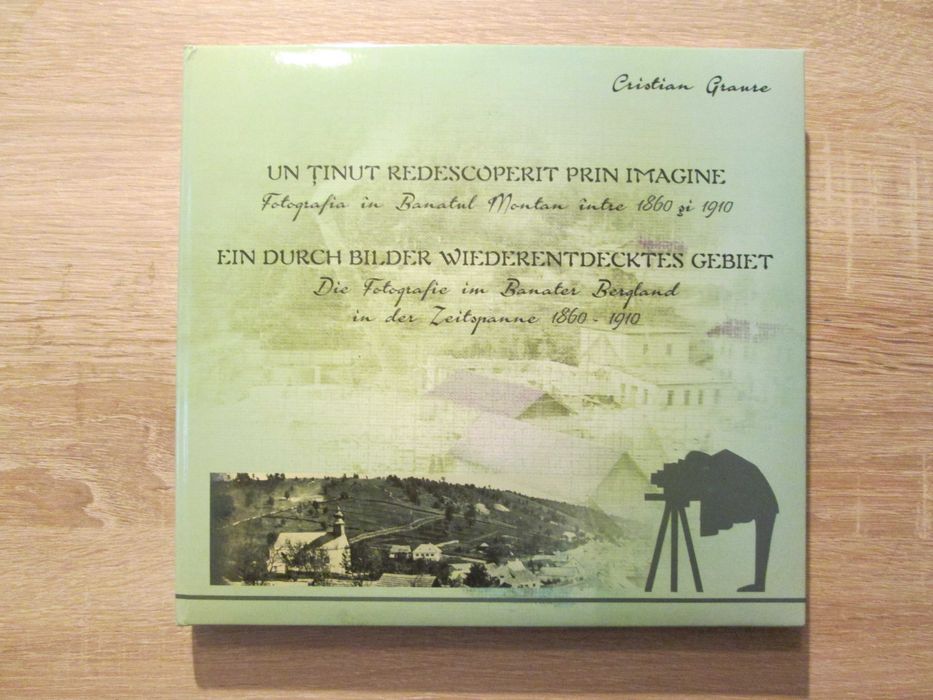 Cristian Graure
UN ȚINUT REDESCOPERIT PRIN IMAGINE
Fotografia în Banatul Montan între 1860 și 1910
EIN DURCH BILDER WIEDERENTDECKTES GEBIET
Die Fotografie im Banater Bergland
in der Zeitspanne 1860 - 1910